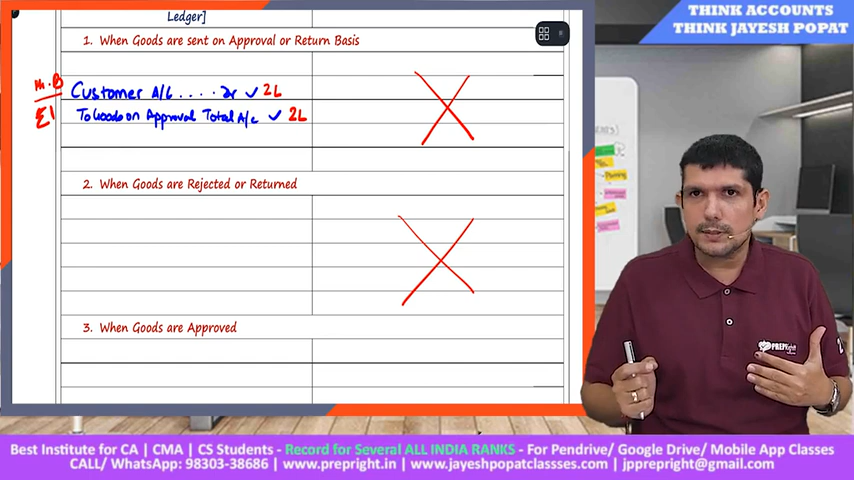 Ledger]
1. When Goods are sent on Approval or Return Basis
M.B
Customer A/c .... Dr ✓ 2L
To Goods on Approval Total A/c ✓ 2L
2. When Goods are Rejected or Returned
3. When Goods are Approved
THINK ACCOUNTS
THINK JAYESH POPAT
PREPRight
Best Institute for CA | CMA | CS Students - Record for Several ALL INDIA RANKS - For Pendrive/ Google Drive/ Mobile App Classes
CALL/ WhatsApp: 98303-38686 | www.prepright.in | www.jayeshpopatclassses.com | jpprepright@gmail.com